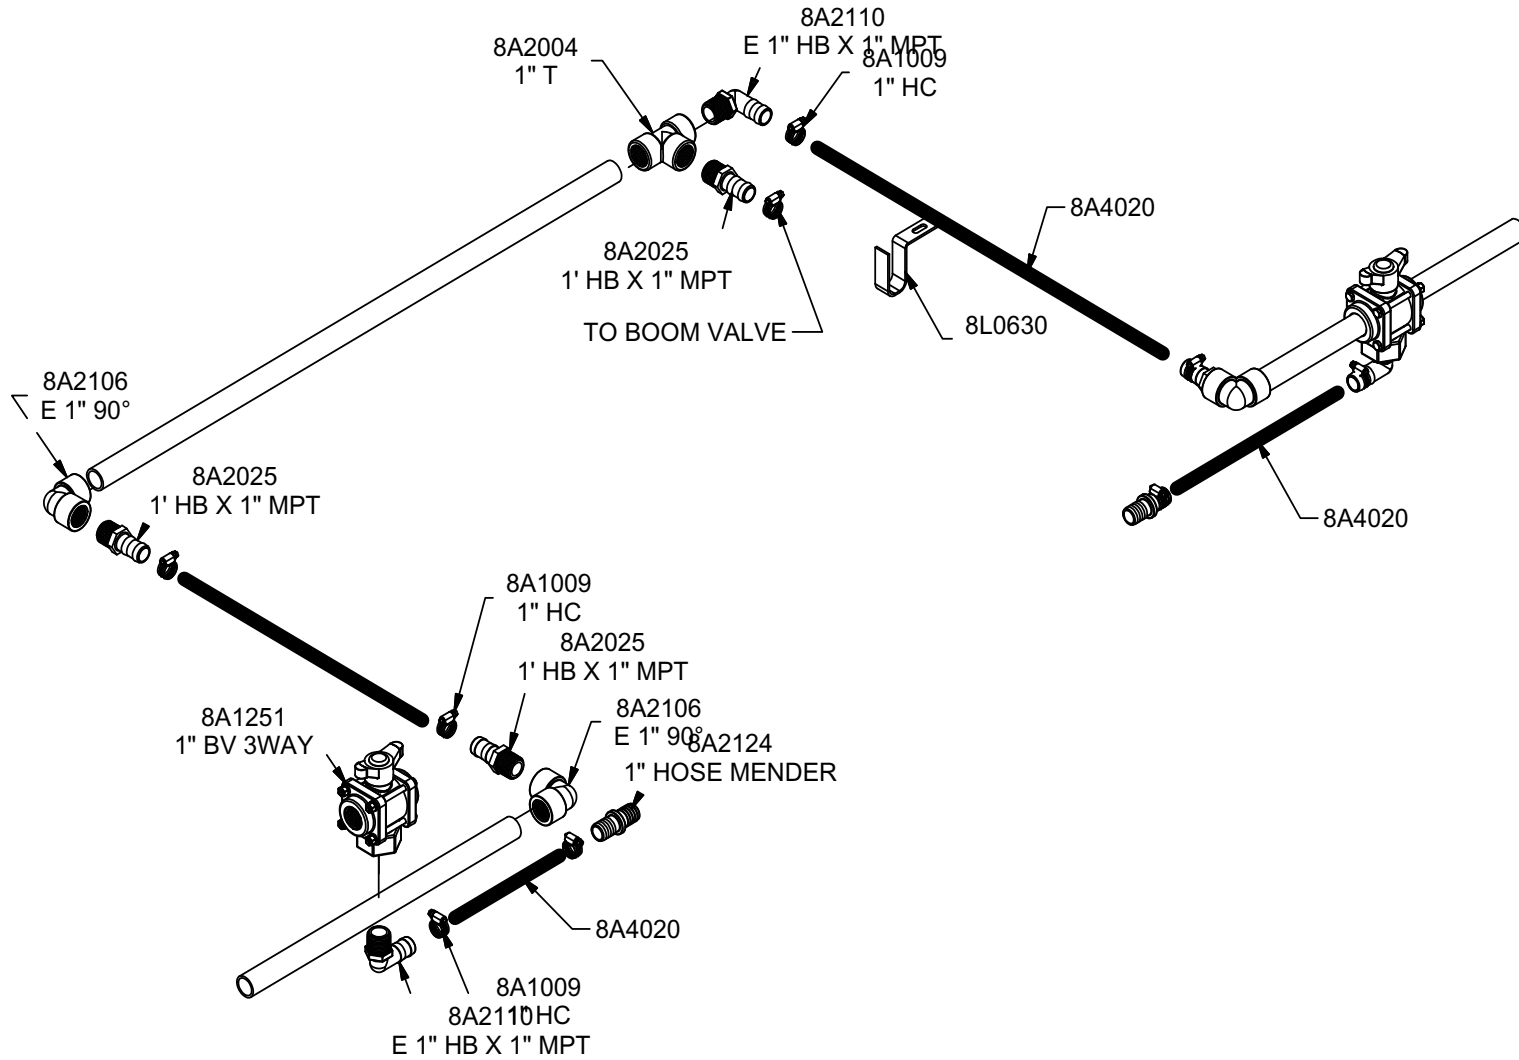 8A2110
E 1" HB X 1" MPT
8A2004
1" T
8A1009
1" HC
8A4020
8A2025
1' HB X 1" MPT
TO BOOM VALVE
8L0630
8A2106
E 1" 90°
8A2025
1' HB X 1" MPT
8A4020
8A1009
1" HC
8A2025
1' HB X 1" MPT
8A1251
1" BV 3WAY
8A2106
E 1" 90°
8A2124
1" HOSE MENDER
8A4020
8A1009
1" HC
8A2110
E 1" HB X 1" MPT